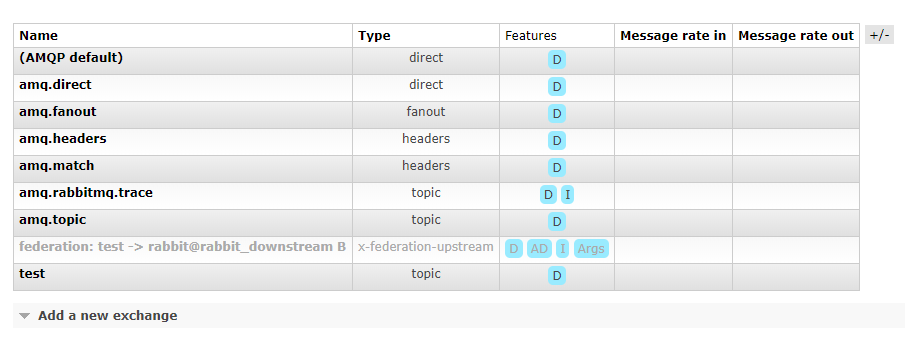 Name Type Features Message rate in Message rate out +/-
(AMQP default) direct D
amq.direct direct D
amq.fanout fanout D
amq.headers headers D
amq.match headers D
amq.rabbitmq.trace topic D I
amq.topic topic D
federation: test -> rabbit@rabbit_downstream B x-federation-upstream D AD I Args
test topic D
Add a new exchange